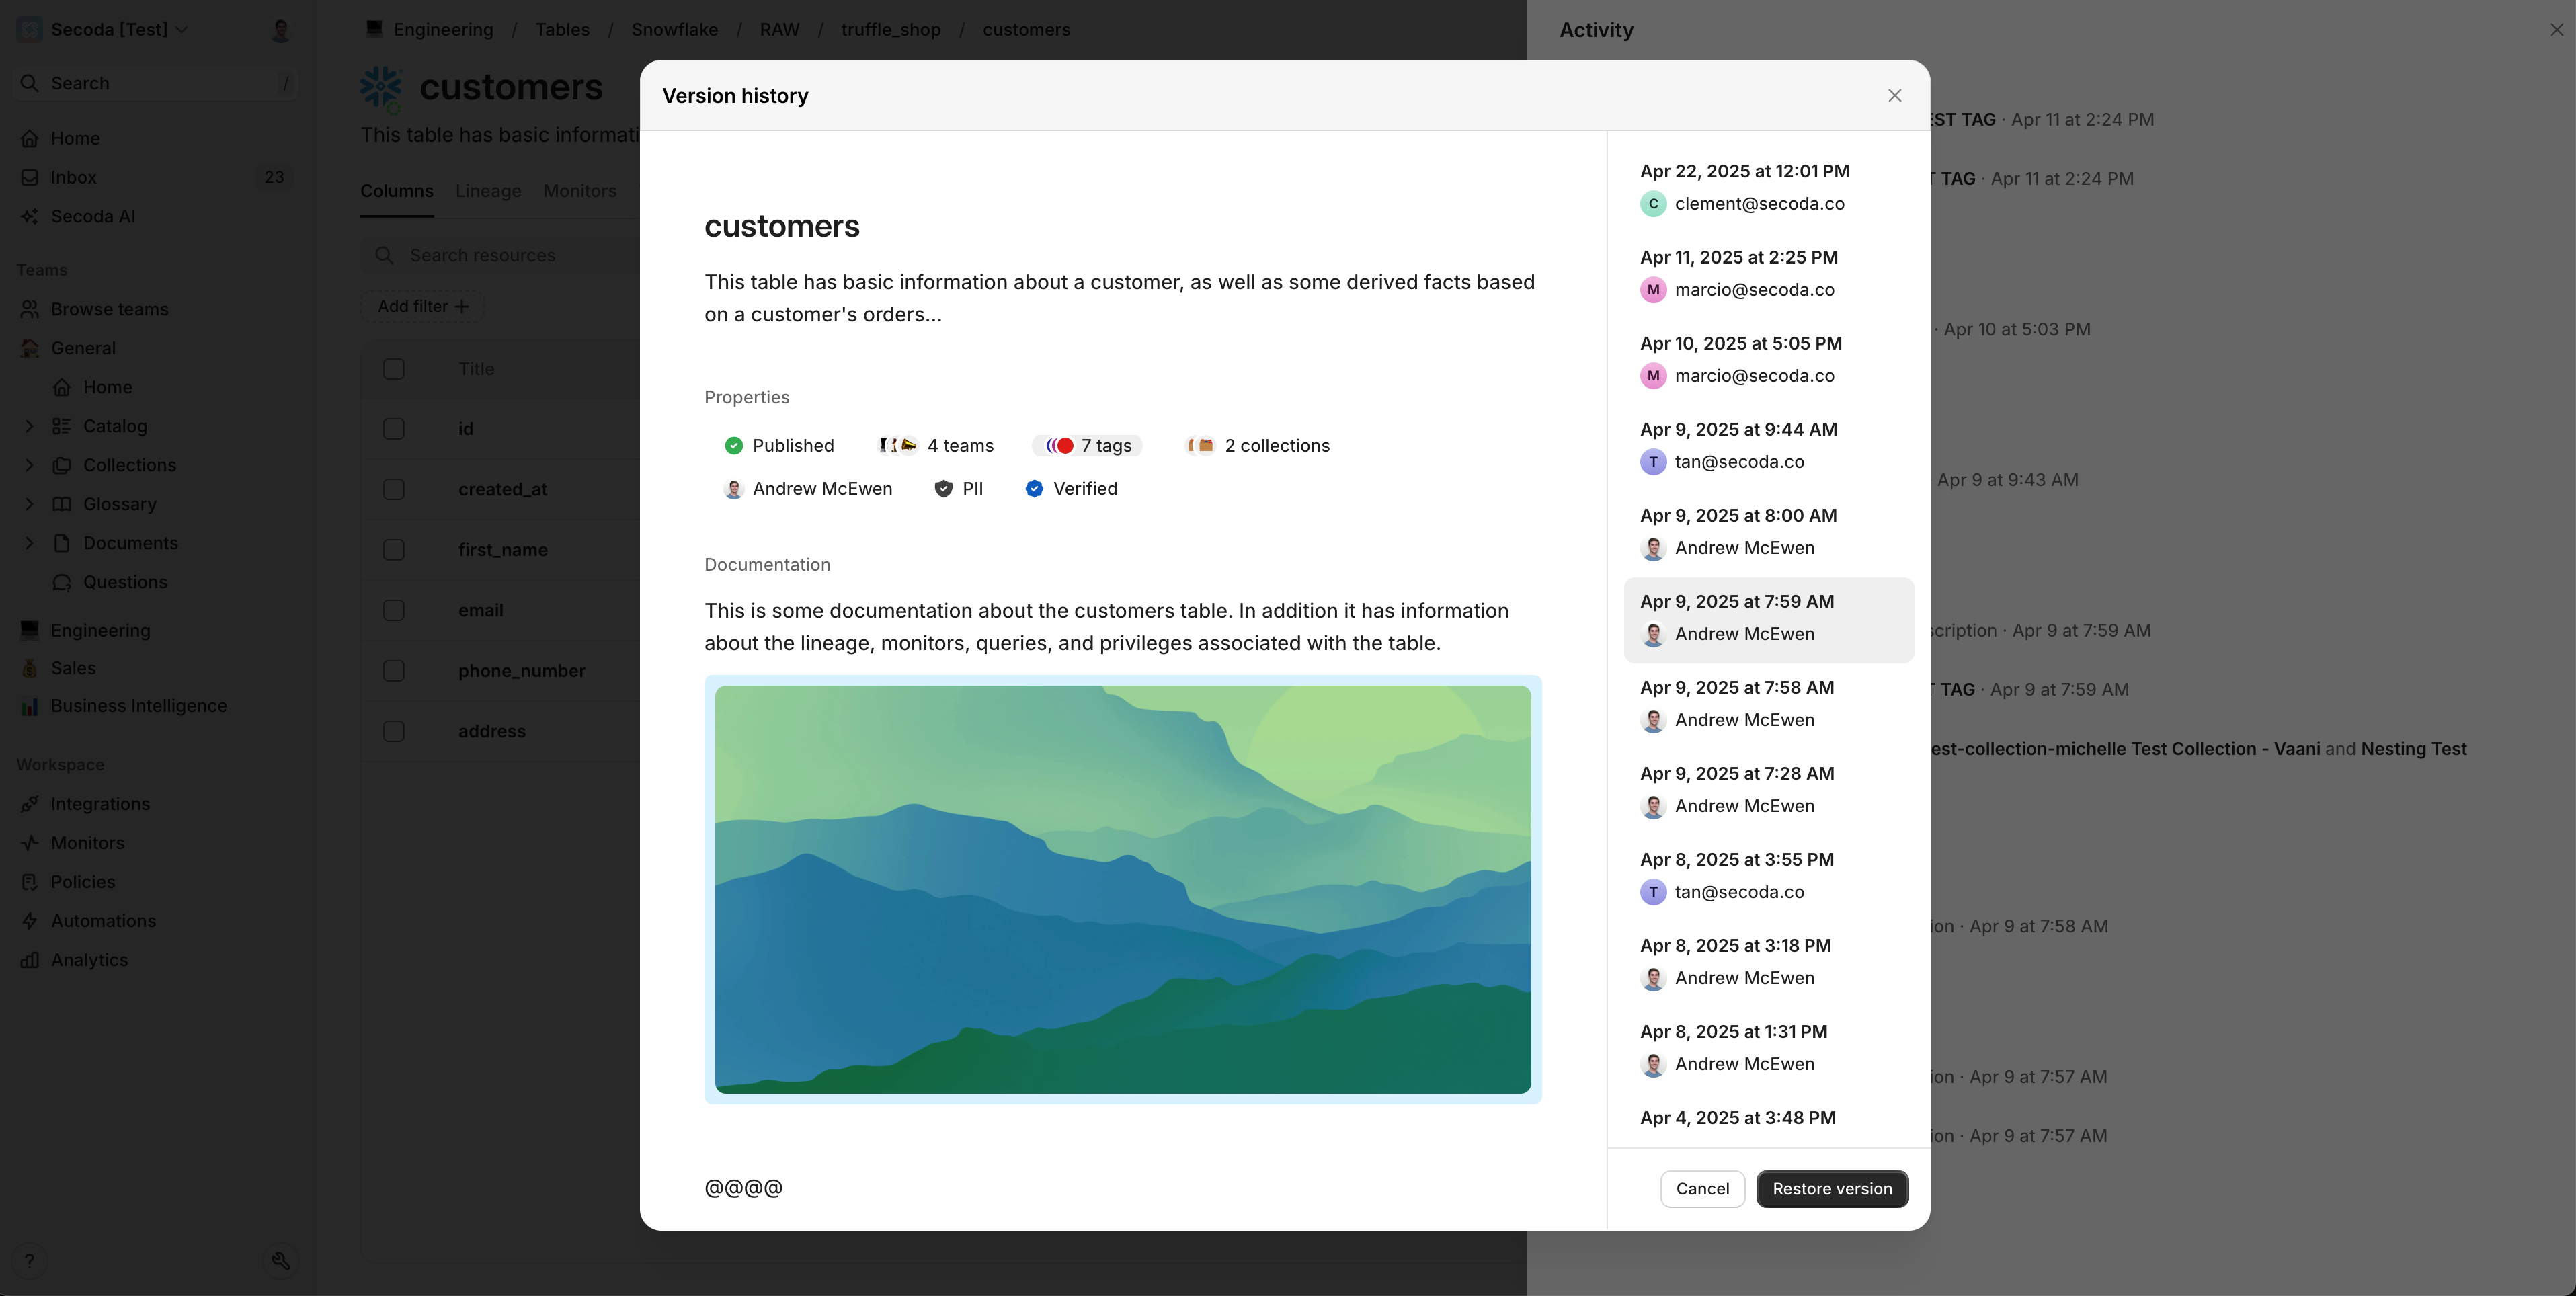 Secoda [Test]
Search /
Home
Inbox 23
Secoda AI
Teams
Browse teams
General
Home
Catalog
Collections
Glossary
Documents
Questions
Engineering
Sales
Business Intelligence
Workspace
Integrations
Monitors
Policies
Automations
Analytics
?
Engineering / Tables / Snowflake / RAW / truffle_shop / customers
customers
This table has basic informati
Columns Lineage Monitors
Search resources
Add filter
Title
id
created_at
first_name
email
phone_number
address
Version history
customers
This table has basic information about a customer, as well as some derived facts based
on a customer's orders...
Properties
Published 4 teams 7 tags 2 collections
Andrew McEwen PII Verified
Documentation
This is some documentation about the customers table. In addition it has information
about the lineage, monitors, queries, and privileges associated with the table.
@@@@
Apr 22, 2025 at 12:01 PM
C clement@secoda.co
Apr 11, 2025 at 2:25 PM
M marcio@secoda.co
Apr 10, 2025 at 5:05 PM
M marcio@secoda.co
Apr 9, 2025 at 9:44 AM
T tan@secoda.co
Apr 9, 2025 at 8:00 AM
Andrew McEwen
Apr 9, 2025 at 7:59 AM
Andrew McEwen
Apr 9, 2025 at 7:58 AM
Andrew McEwen
Apr 9, 2025 at 7:28 AM
Andrew McEwen
Apr 8, 2025 at 3:55 PM
T tan@secoda.co
Apr 8, 2025 at 3:18 PM
Andrew McEwen
Apr 8, 2025 at 1:31 PM
Andrew McEwen
Apr 4, 2025 at 3:48 PM
Cancel Restore version
Activity
EST TAG · Apr 11 at 2:24 PM
T TAG · Apr 11 at 2:24 PM
· Apr 10 at 5:03 PM
Apr 9 at 9:43 AM
scription · Apr 9 at 7:59 AM
T TAG · Apr 9 at 7:59 AM
est-collection-michelle Test Collection - Vaani and Nesting Test
ion · Apr 9 at 7:58 AM
ion · Apr 9 at 7:57 AM
ion · Apr 9 at 7:57 AM